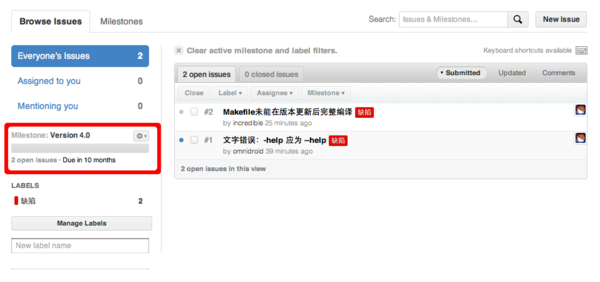 Browse Issues Milestones Search: Issues & Milestones... New Issue
Everyone's Issues 2
Assigned to you 0
Mentioning you 0
Milestone: Version 4.0
2 open issues · Due in 10 months
LABELS
缺陷 2
Manage Labels
New label name
Clear active milestone and label filters. Keyboard shortcuts available
2 open issues 0 closed issues Submitted Updated Comments
Close Label Assignee Milestone
#2 Makefile未能在版本更新后完整编译 缺陷
by incredible 25 minutes ago
#1 文字错误：-help 应为 --help 缺陷
by omnidroid 39 minutes ago
2 open issues in this view